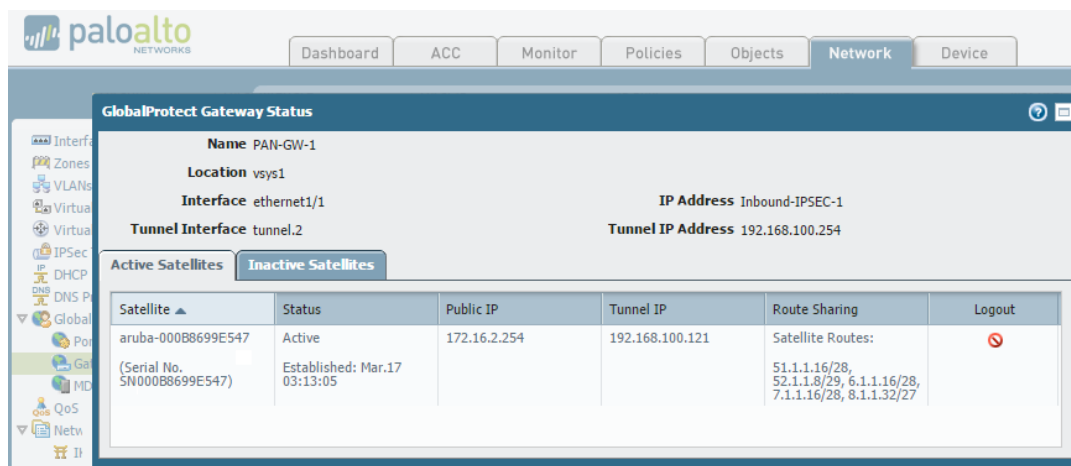 paloalto
NETWORKS
Dashboard ACC Monitor Policies Objects Network Device
GlobalProtect Gateway Status
Name PAN-GW-1
Location vsys1
Interface ethernet1/1 IP Address Inbound-IPSEC-1
Tunnel Interface tunnel.2 Tunnel IP Address 192.168.100.254
Active Satellites Inactive Satellites
Satellite Status Public IP Tunnel IP Route Sharing Logout
aruba-000B8699E547 Active 172.16.2.254 192.168.100.121 Satellite Routes:
(Serial No.
SN000B8699E547)
Established: Mar.17
03:13:05
51.1.1.16/28,
52.1.1.8/29, 6.1.1.16/28,
7.1.1.16/28, 8.1.1.32/27
Interfa
Zones
VLANs
Virtua
Virtua
IPSec
DHCP
DNS Pr
Global
Por
Gat
MD
QoS
Netw